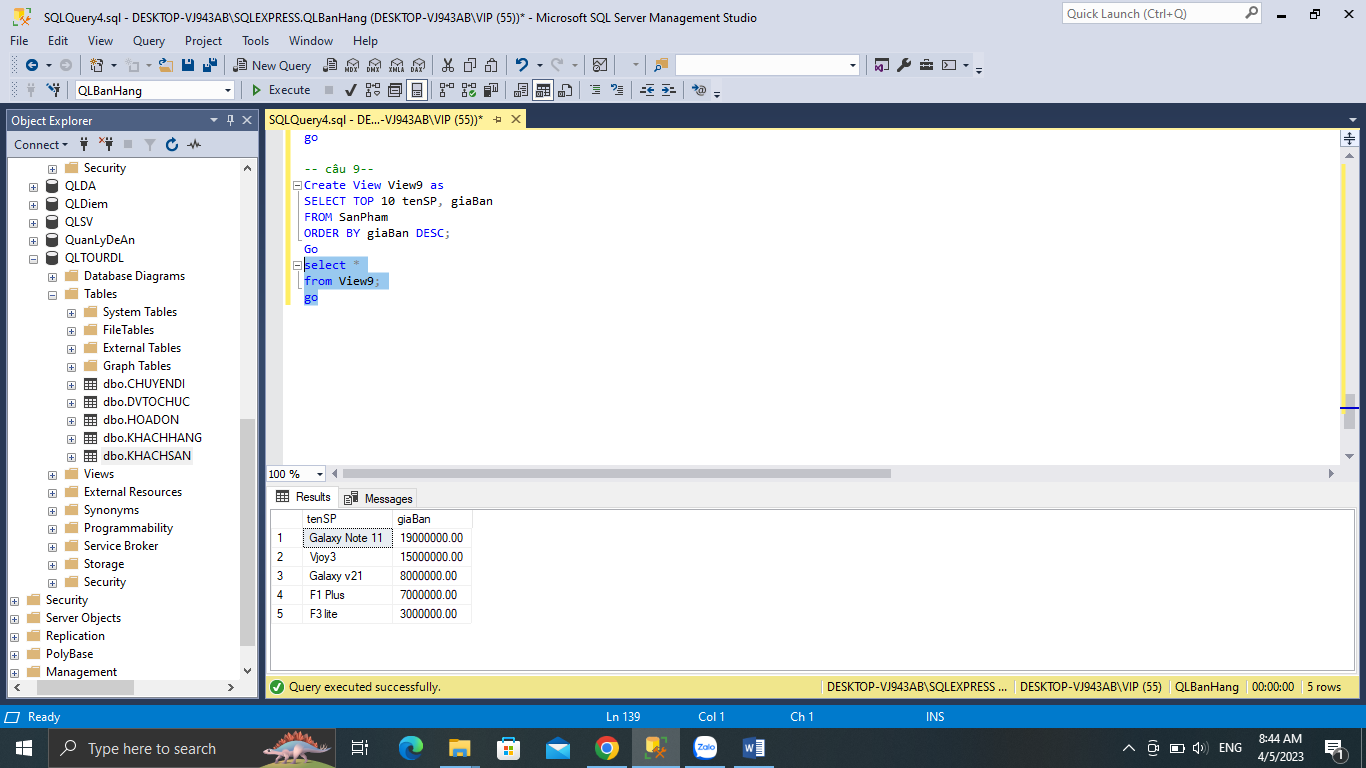 SQLQuery4.sql - DESKTOP-VJ943AB\SQLEXPRESS.QLBanHang (DESKTOP-VJ943AB\VIP (55))* - Microsoft SQL Server Management Studio
Quick Launch (Ctrl+Q)
File Edit View Query Project Tools Window Help
New Query
MDX DMX XMLA DAX
QLBanHang
Execute
Object Explorer
Connect
Security
QLDA
QLDiem
QLSV
QuanLyDeAn
QLTOURDL
Database Diagrams
Tables
System Tables
FileTables
External Tables
Graph Tables
dbo.CHUYENDI
dbo.DVTOCHUC
dbo.HOADON
dbo.KHACHHANG
dbo.KHACHSAN
Views
External Resources
Synonyms
Programmability
Service Broker
Storage
Security
Security
Server Objects
Replication
PolyBase
Management
SQLQuery4.sql - DE...-VJ943AB\VIP (55))*
go
-- câu 9--
Create View View9 as
SELECT TOP 10 tenSP, giaBan
FROM SanPham
ORDER BY giaBan DESC;
Go
select *
from View9;
go
100 %
Results Messages
tenSP giaBan
1 Galaxy Note 11 19000000.00
2 Vjoy3 15000000.00
3 Galaxy v21 8000000.00
4 F1 Plus 7000000.00
5 F3 lite 3000000.00
Query executed successfully.
DESKTOP-VJ943AB\SQLEXPRESS ... DESKTOP-VJ943AB\VIP (55) QLBanHang 00:00:00 5 rows
Ready Ln 139 Col 1 Ch 1 INS
Type here to search
Zalo
W
ENG
8:44 AM
4/5/2023
1